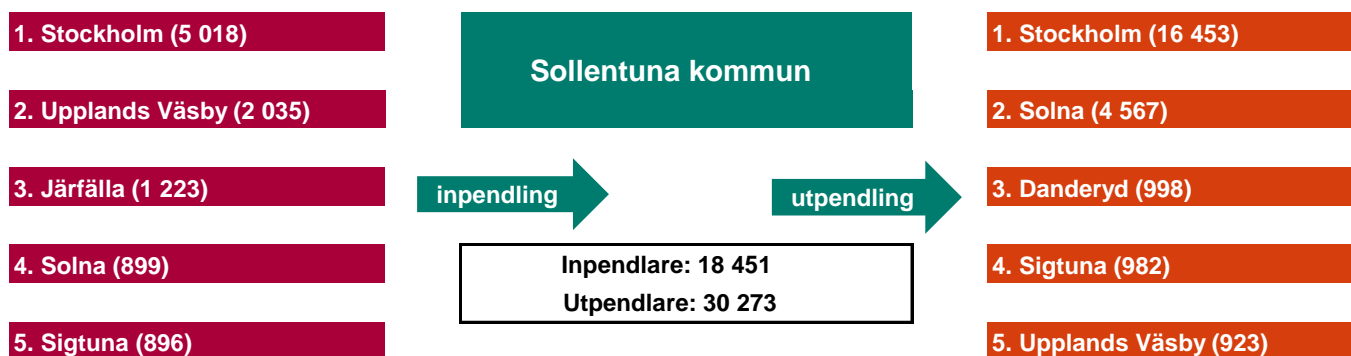 1. Stockholm (5 018)
2. Upplands Väsby (2 035)
3. Järfälla (1 223)
4. Solna (899)
5. Sigtuna (896)
Sollentuna kommun
inpendling
utpendling
Inpendlare: 18 451
Utpendlare: 30 273
1. Stockholm (16 453)
2. Solna (4 567)
3. Danderyd (998)
4. Sigtuna (982)
5. Upplands Väsby (923)